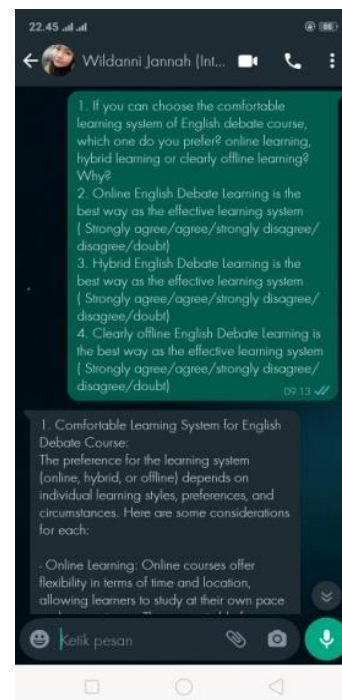 22.45
Wildanni Jannah (Int...
1. If you can choose the comfortable
learning system of English debate course,
which one do you prefer? online learning,
hybrid learning or clearly offline learning?
Why?
2. Online English Debate Learning is the
best way as the effective learning system
( Strongly agree/agree/strongly disagree/
disagree/doubt)
3. Hybrid English Debate Learning is the
best way as the effective learning system
( Strongly agree/agree/strongly disagree/
disagree/doubt)
4. Clearly offline English Debate Learning is
the best way as the effective learning system
( Strongly agree/agree/strongly disagree/
disagree/doubt)
09.13
1. Comfortable Learning System for English
Debate Course:
The preference for the learning system
(online, hybrid, or offline) depends on
individual learning styles, preferences, and
circumstances. Here are some considerations
for each:
- Online Learning: Online courses offer
flexibility in terms of time and location,
allowing learners to study at their own pace
Ketik pesan